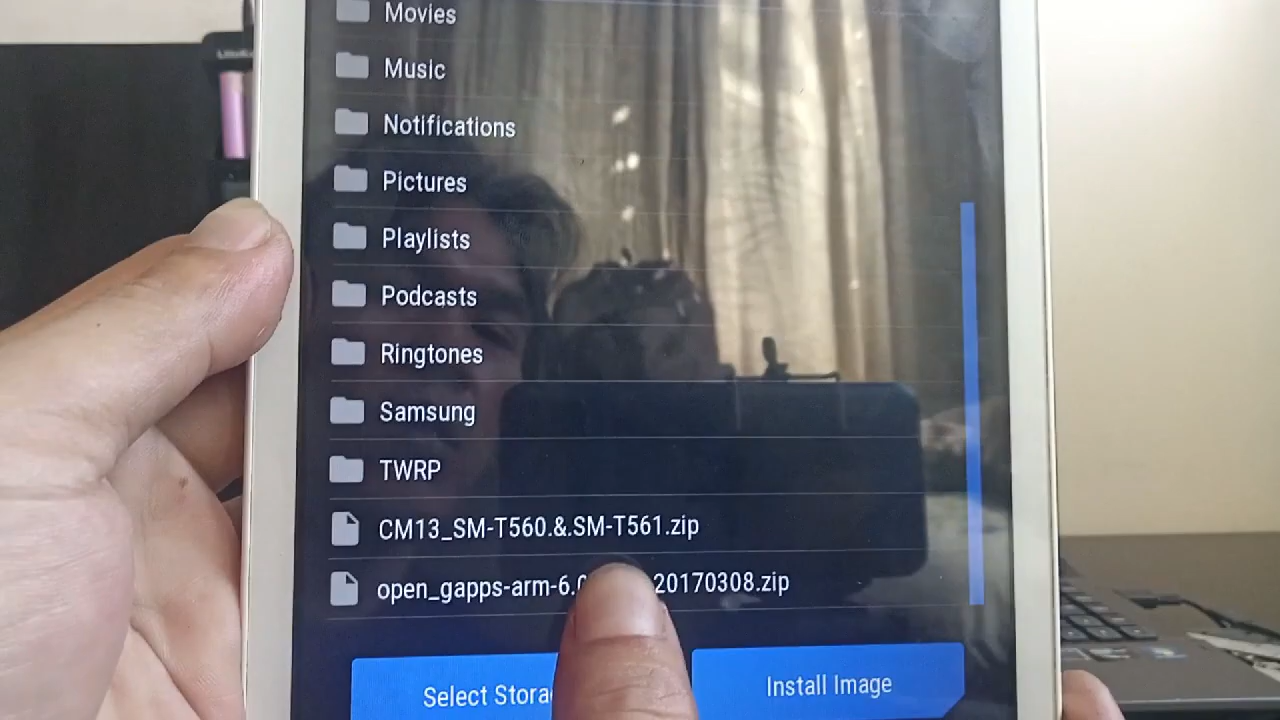 Movies
Music
Notifications
Pictures
Playlists
Podcasts
Ringtones
Samsung
TWRP
CM13_SM-T560.&.SM-T561.zip
open_gapps-arm-6.0 20170308.zip
Select
Install Image